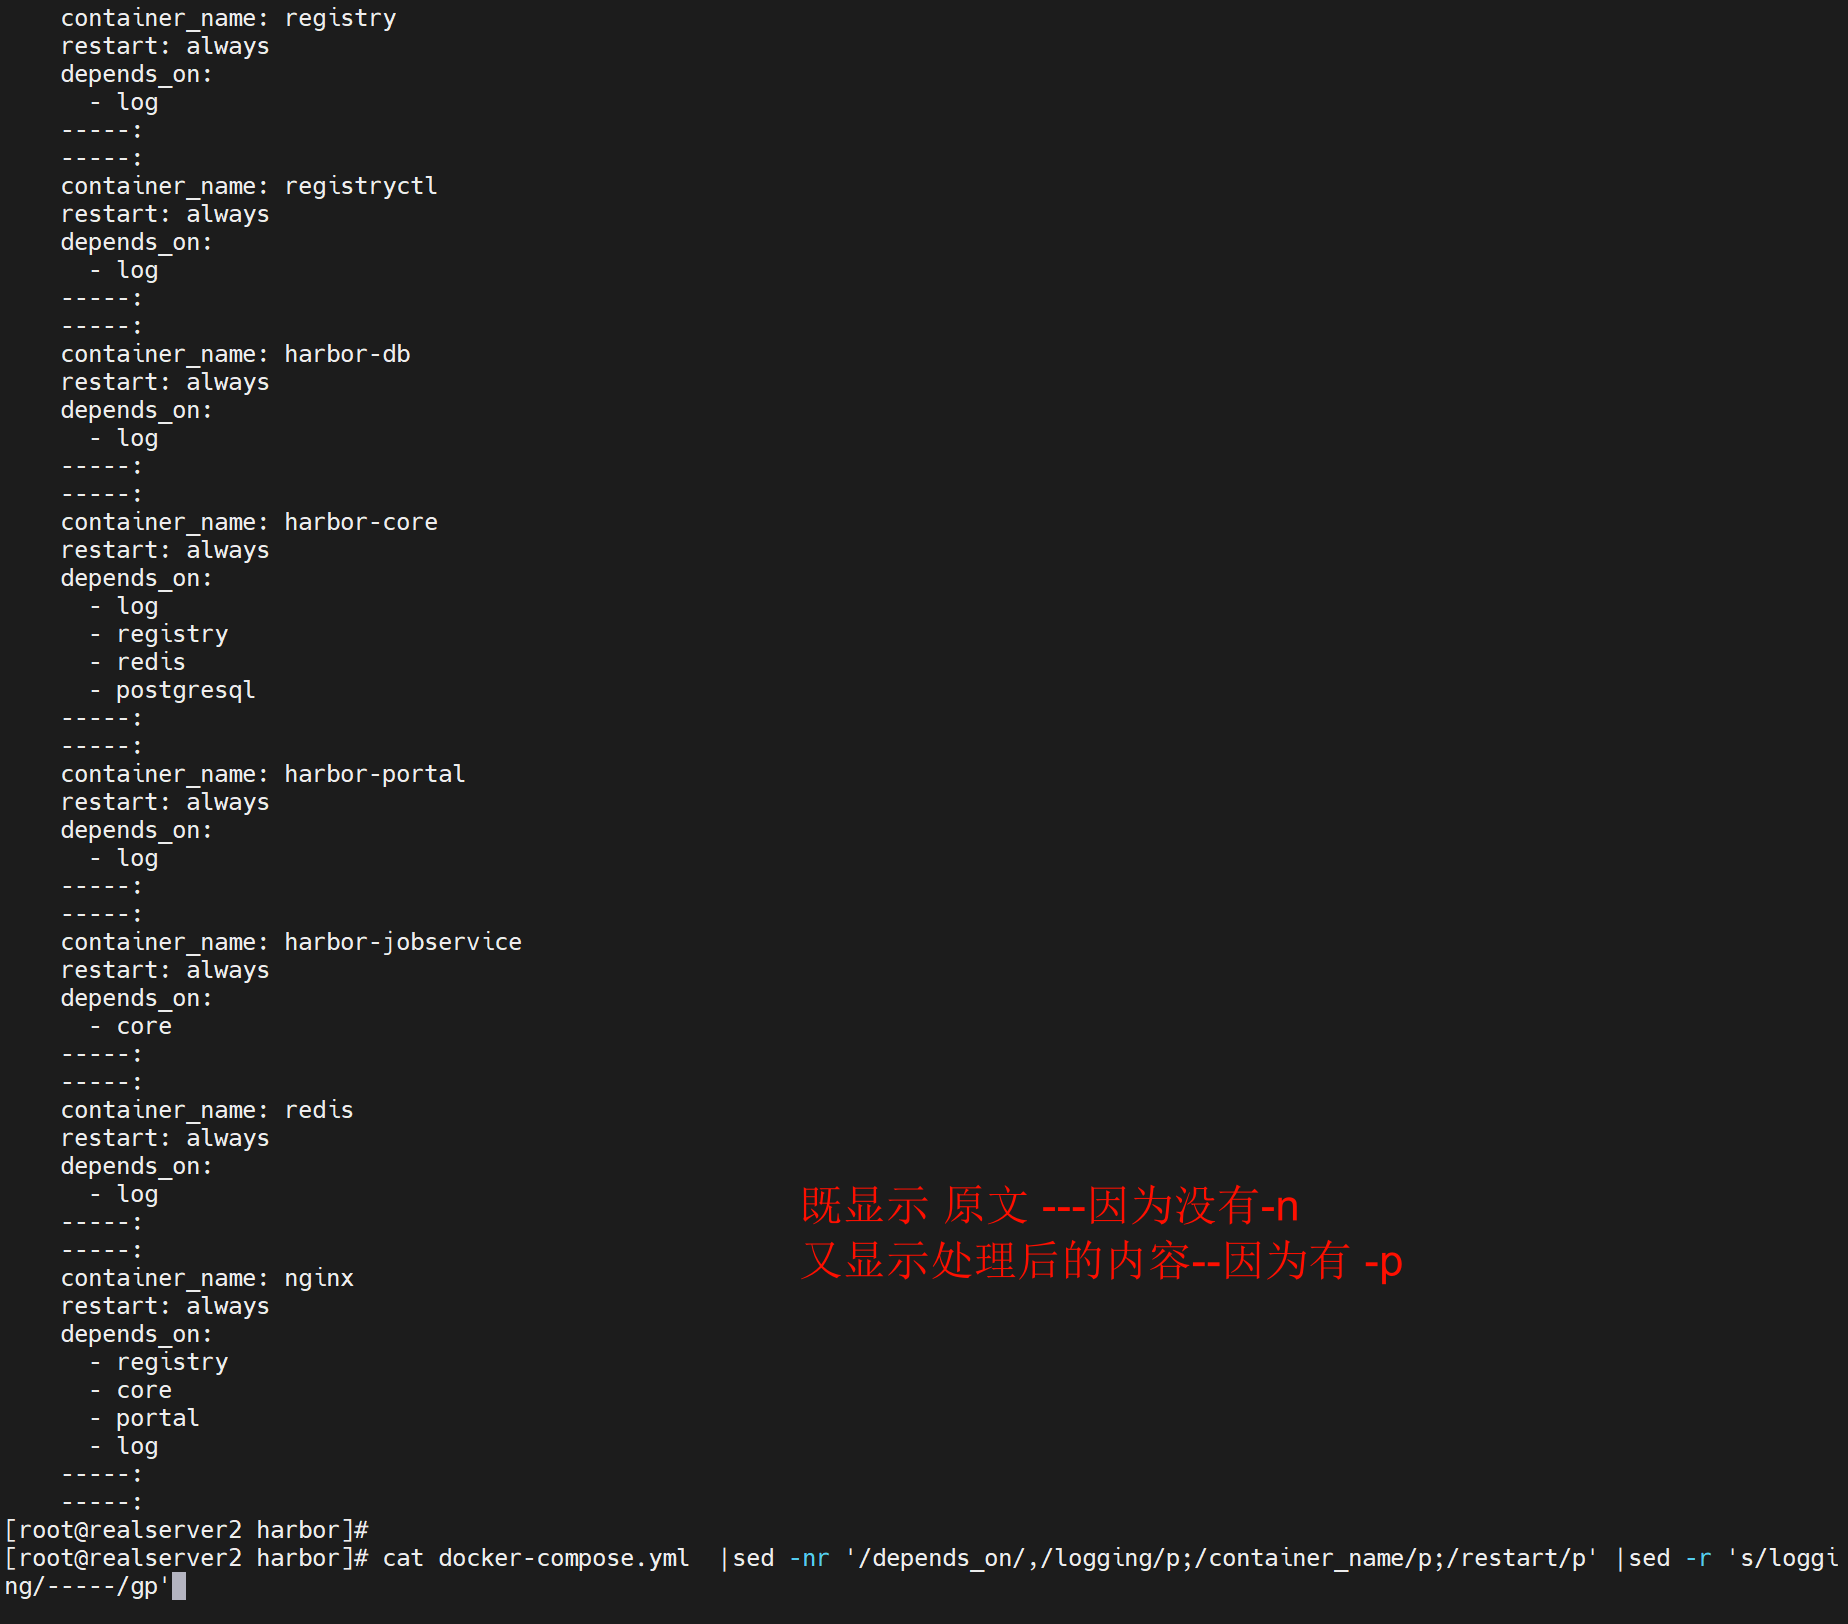 container_name: registry
    restart: always
    depends_on:
      - log
    -----:
    -----:
    container_name: registryctl
    restart: always
    depends_on:
      - log
    -----:
    -----:
    container_name: harbor-db
    restart: always
    depends_on:
      - log
    -----:
    -----:
    container_name: harbor-core
    restart: always
    depends_on:
      - log
      - registry
      - redis
      - postgresql
    -----:
    -----:
    container_name: harbor-portal
    restart: always
    depends_on:
      - log
    -----:
    -----:
    container_name: harbor-jobservice
    restart: always
    depends_on:
      - core
    -----:
    -----:
    container_name: redis
    restart: always
    depends_on:
      - log
    -----:
    -----:
既显示 原文 ---因为没有-n
又显示处理后的内容--因为有 -p
    container_name: nginx
    restart: always
    depends_on:
      - registry
      - core
      - portal
      - log
    -----:
    -----:
[root@realserver2 harbor]#
[root@realserver2 harbor]# cat docker-compose.yml  |sed -nr '/depends_on/,/logging/p;/container_name/p;/restart/p' |sed -r 's/loggi
ng/-----/gp'